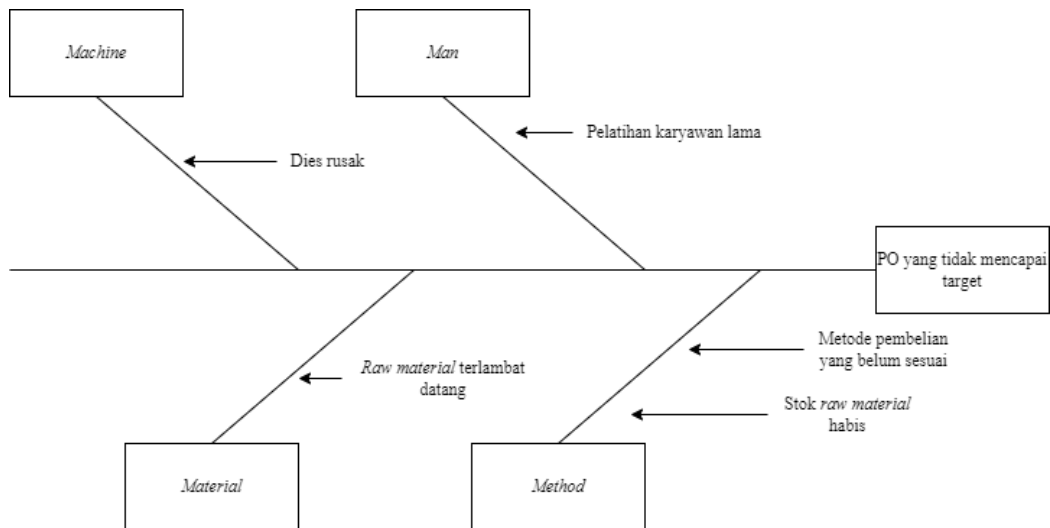 Machine
Man
Pelatihan karyawan lama
Dies rusak
PO yang tidak mencapai
target
Metode pembelian
yang belum sesuai
Raw material terlambat
datang
Stok raw material
habis
Material
Method